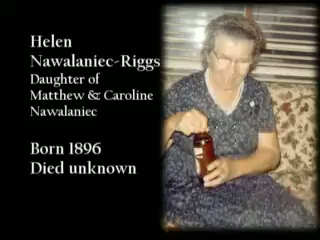 Helen
Nawalaniec-Riggs
Daughter of
Matthew & Caroline
Nawalaniec
Born 1896
Died unknown